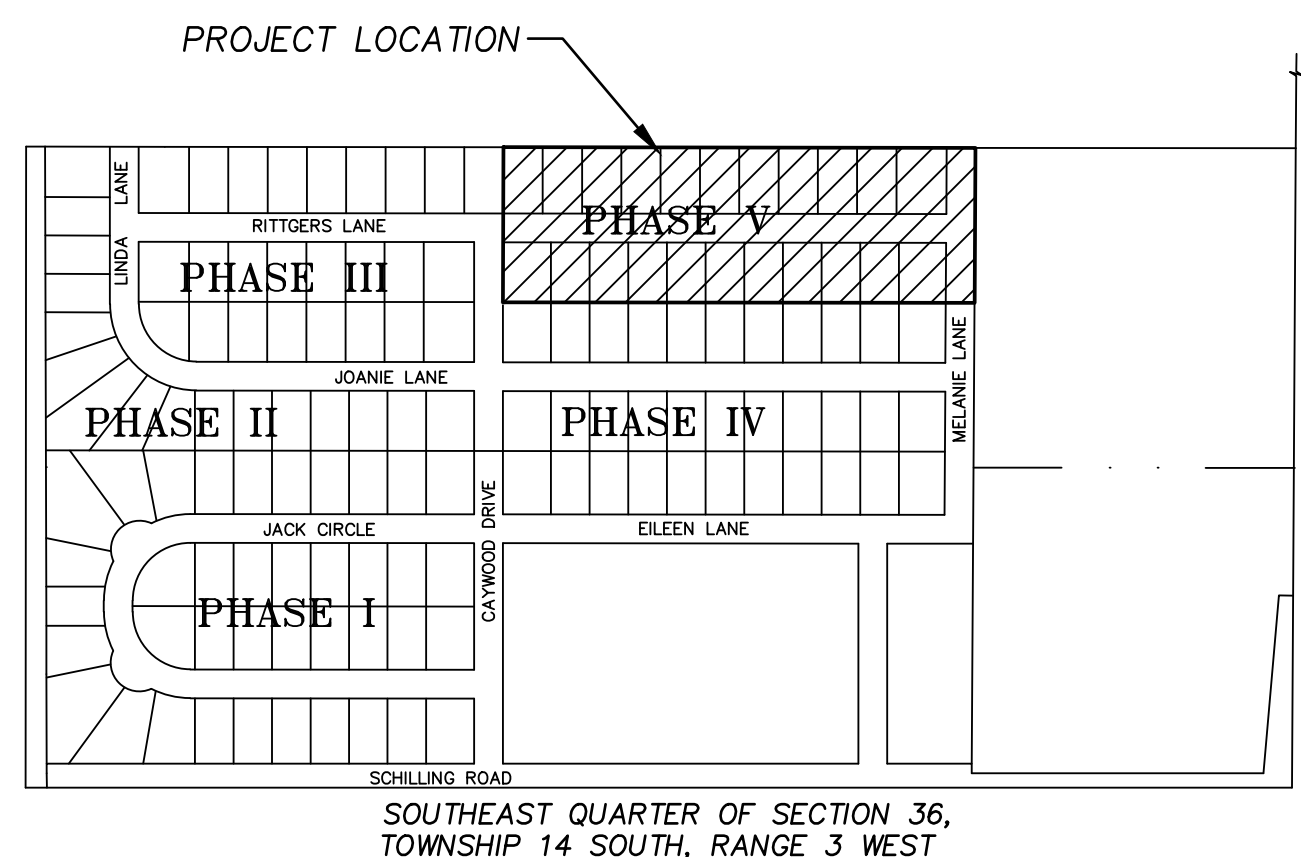 PROJECT LOCATION
LINDA LANE
RITTGERS LANE
PHASE V
PHASE III
JOANIE LANE
MELANIE LANE
PHASE II
PHASE IV
CAYWOOD DRIVE
JACK CIRCLE
EILEEN LANE
PHASE I
SCHILLING ROAD
SOUTHEAST QUARTER OF SECTION 36,
TOWNSHIP 14 SOUTH, RANGE 3 WEST